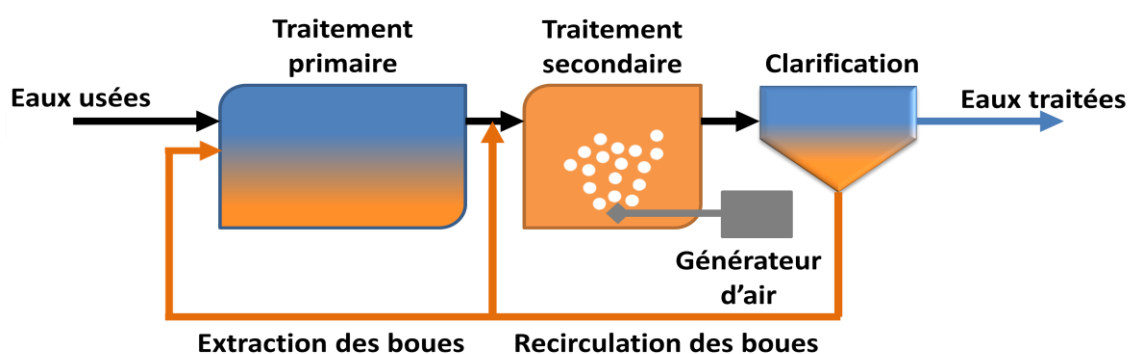 Traitement
primaire
Traitement
secondaire
Clarification
Eaux usées
Eaux traitées
Générateur
d’air
Extraction des boues
Recirculation des boues